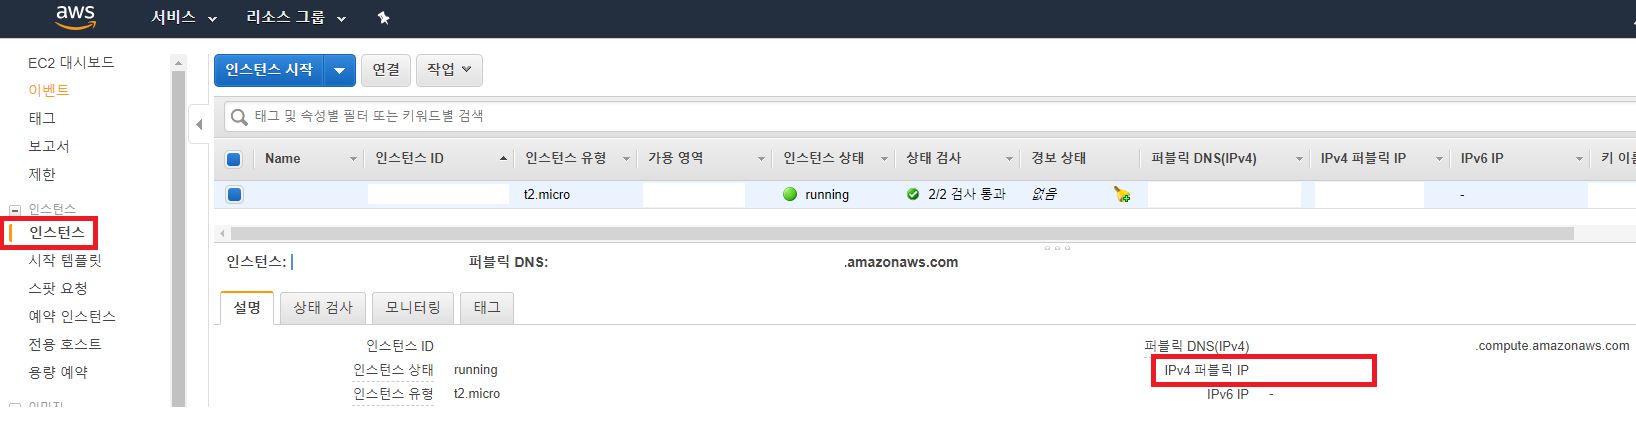 aws 서비스 리소스 그룹
EC2 대시보드
이벤트
태그
보고서
제한
인스턴스
인스턴스
시작 템플릿
스팟 요청
예약 인스턴스
전용 호스트
용량 예약
이미지
인스턴스 시작 연결 작업
태그 및 속성별 필터 또는 키워드별 검색
Name 인스턴스 ID 인스턴스 유형 가용 영역 인스턴스 상태 상태 검사 경보 상태 퍼블릭 DNS(IPv4) IPv4 퍼블릭 IP IPv6 IP 키 이름
t2.micro running 2/2 검사 통과 없음 -
인스턴스: 퍼블릭 DNS: .amazonaws.com
설명 상태 검사 모니터링 태그
인스턴스 ID 퍼블릭 DNS(IPv4) .compute.amazonaws.com
인스턴스 상태 running IPv4 퍼블릭 IP
인스턴스 유형 t2.micro IPv6 IP -